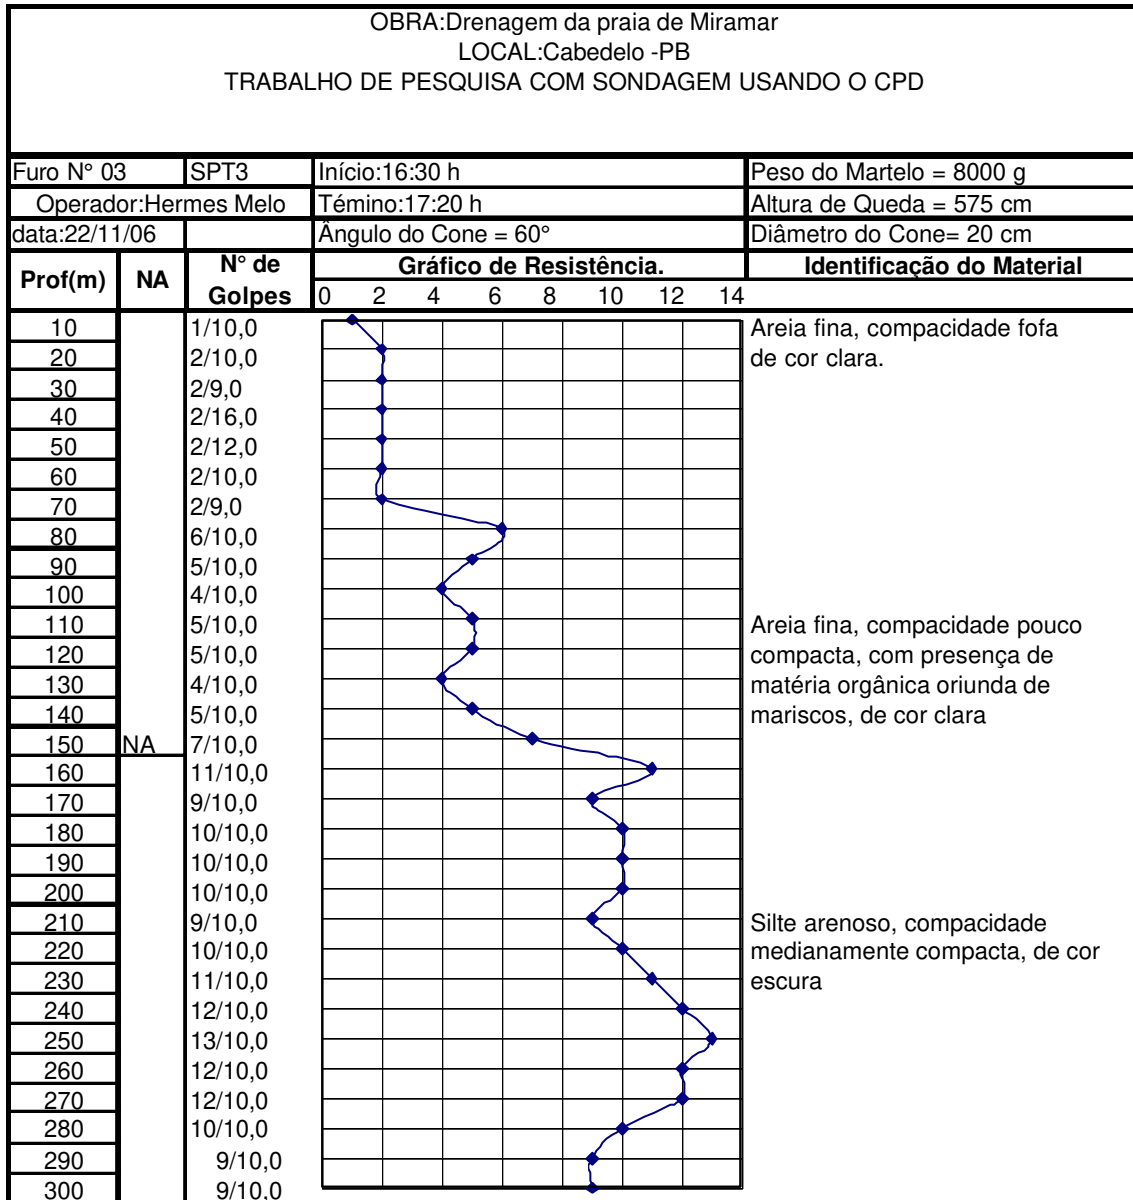 OBRA:Drenagem da praia de Miramar
LOCAL:Cabedelo -PB
TRABALHO DE PESQUISA COM SONDAGEM USANDO O CPD
Furo N° 03 SPT3 Início:16:30 h Peso do Martelo = 8000 g
Operador:Hermes Melo Témino:17:20 h Altura de Queda = 575 cm
data:22/11/06 Ângulo do Cone = 60° Diâmetro do Cone= 20 cm
Prof(m) NA N° de Golpes Gráfico de Resistência. Identificação do Material
0 2 4 6 8 10 12 14
10 1/10,0 Areia fina, compacidade fofa
20 2/10,0 de cor clara.
30 2/9,0
40 2/16,0
50 2/12,0
60 2/10,0
70 2/9,0
80 6/10,0
90 5/10,0
100 4/10,0
110 5/10,0 Areia fina, compacidade pouco
120 5/10,0 compacta, com presença de
130 4/10,0 matéria orgânica oriunda de
140 5/10,0 mariscos, de cor clara
150 NA 7/10,0
160 11/10,0
170 9/10,0
180 10/10,0
190 10/10,0
200 10/10,0
210 9/10,0 Silte arenoso, compacidade
220 10/10,0 medianamente compacta, de cor
230 11/10,0 escura
240 12/10,0
250 13/10,0
260 12/10,0
270 12/10,0
280 10/10,0
290 9/10,0
300 9/10,0